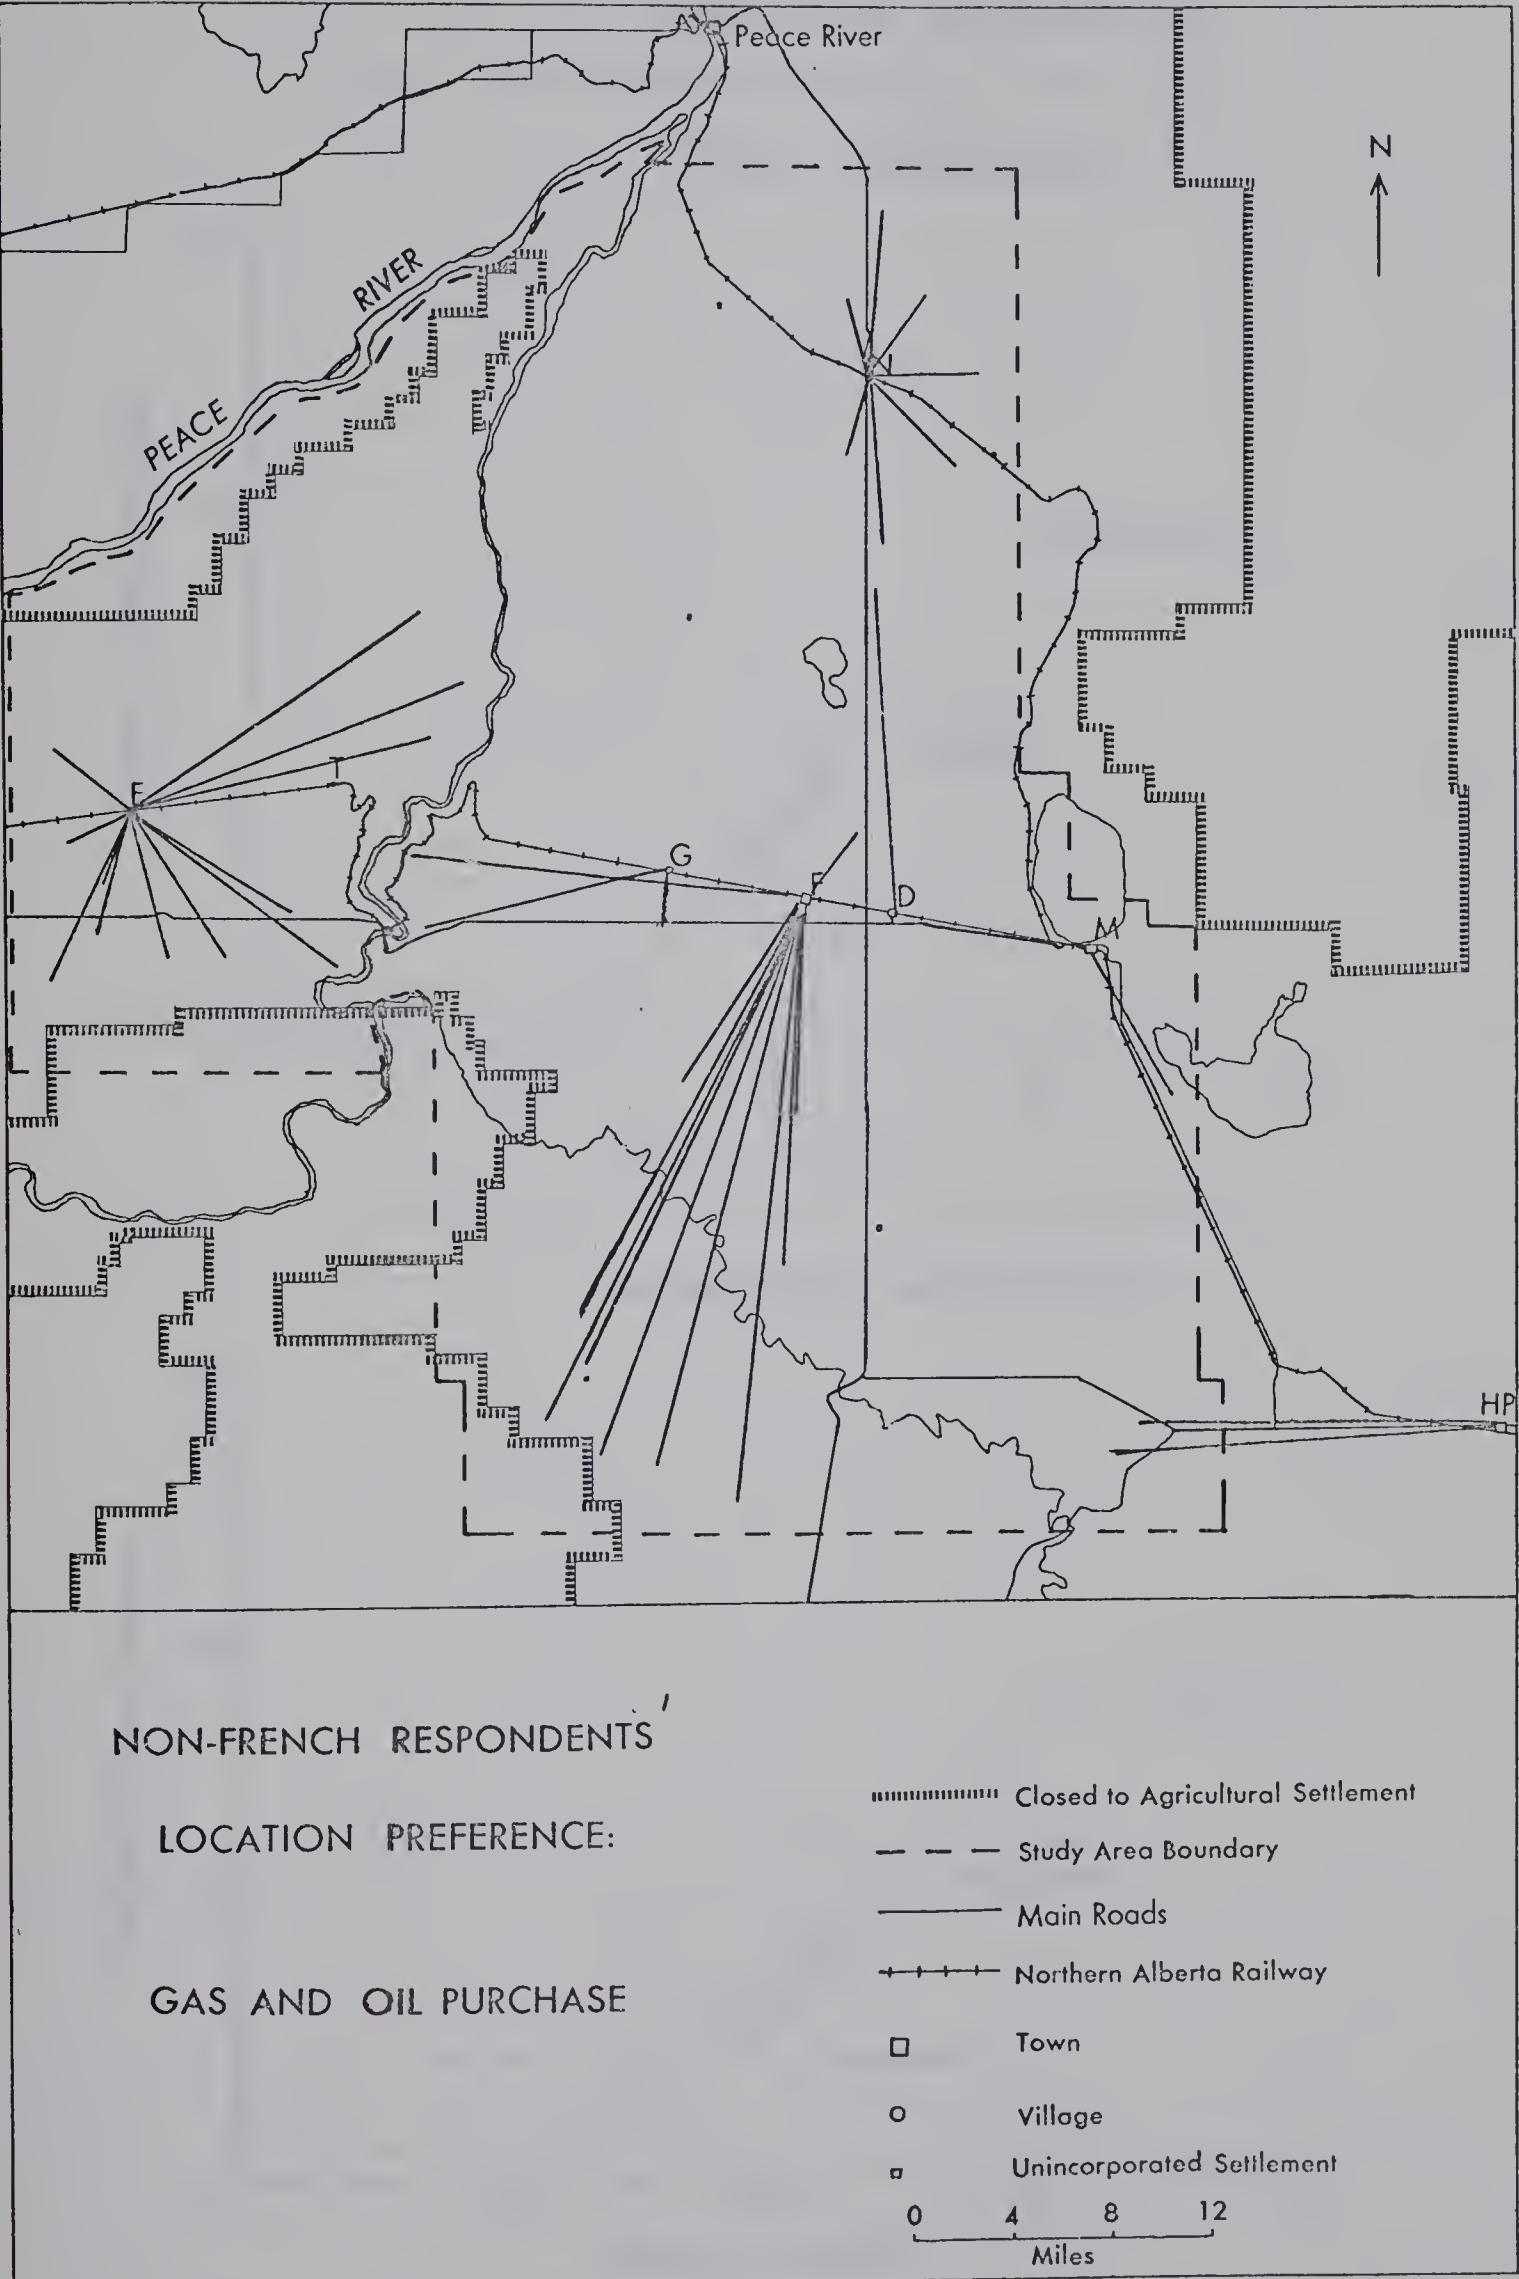 Peace River
N
RIVER
PEACE
N
T
E
G
F
D
M
HP
NON-FRENCH RESPONDENTS'
LOCATION PREFERENCE:
GAS AND OIL PURCHASE
Closed to Agricultural Settlement
Study Area Boundary
Main Roads
Northern Alberta Railway
Town
Village
Unincorporated Settlement
0 4 8 12
Miles